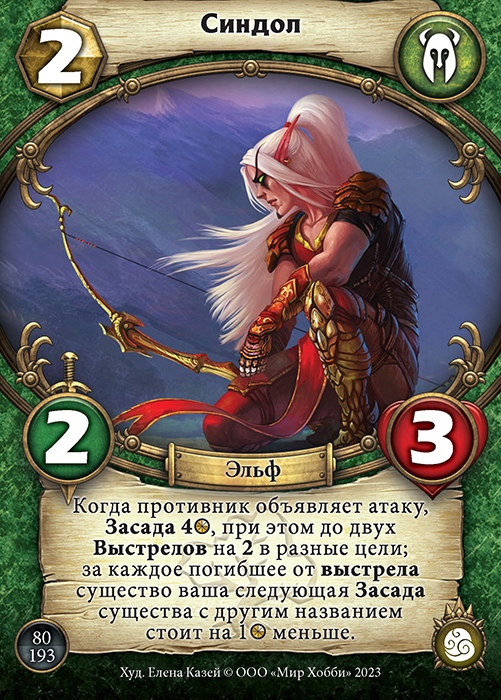 Синдол
2
2
3
Эльф
Когда противник объявляет атаку,
Засада 4, при этом до двух
Выстрелов на 2 в разные цели;
за каждое погибшее от выстрела
существо ваша следующая Засада
существа с другим названием
стоит на 1 меньше.
80
193
Худ. Елена Казей © ООО «Мир Хобби» 2023